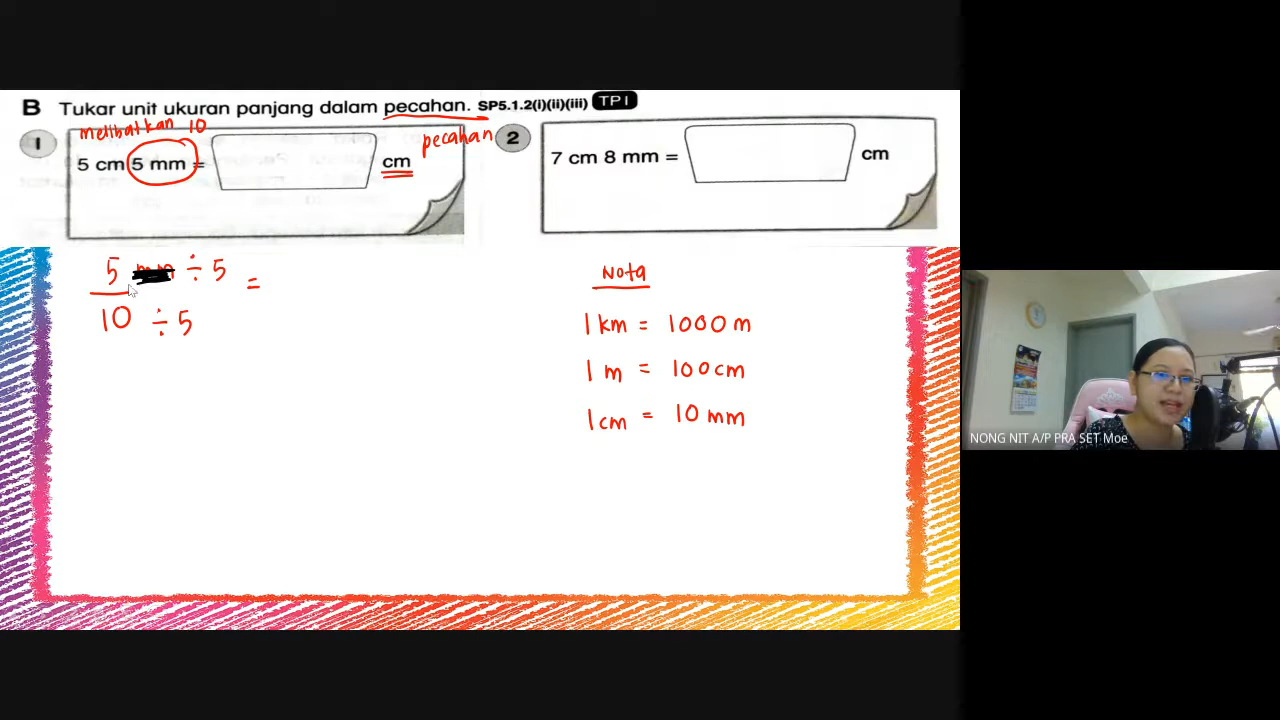 B Tukar unit ukuran panjang dalam pecahan. SP5.1.2(i)(ii)(iii) TP1
melibatkan 10
pecahan
1
5 cm 5 mm = cm
2
7 cm 8 mm = cm
5 ÷ 5 =
10 ÷ 5
Nota
1 km = 1000 m
1 m = 100 cm
1 cm = 10 mm
NONG NIT A/P PRA SET Moe